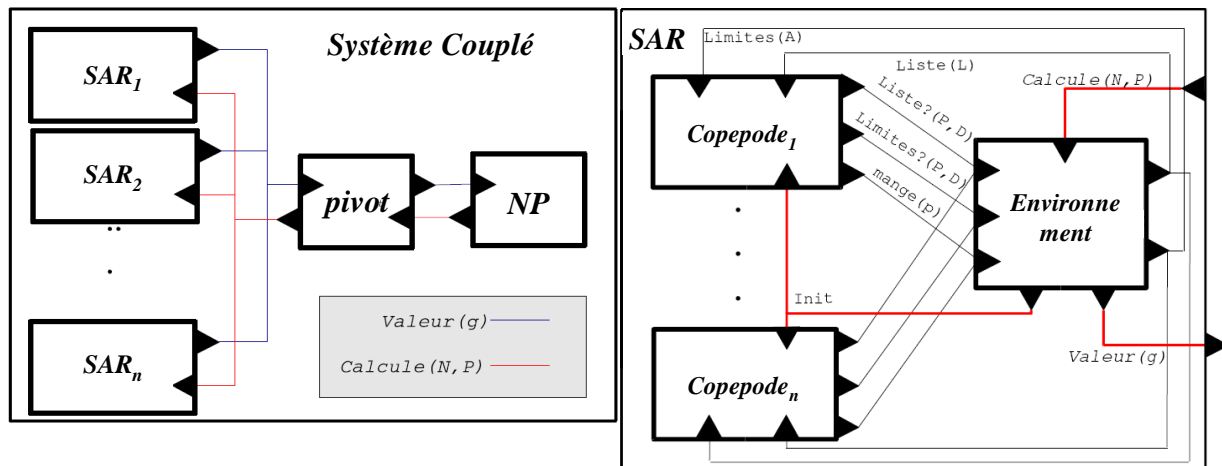 Système Couplé
SAR1
SAR2
SARn
pivot
NP
Valeur(g)
Calcule(N,P)
SAR
Limites(A)
Liste(L)
Calcule(N,P)
Liste?(P,D)
Limites?(P,D)
mange(p)
Copepode1
Environne
ment
Init
Copepoden
Valeur(g)